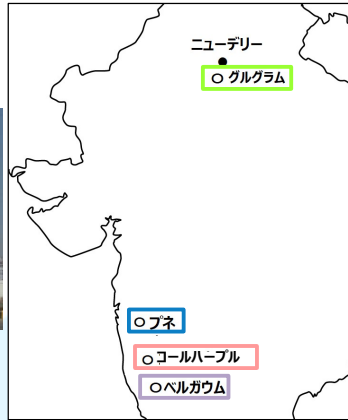 ニューデリー
グルグラム
プネ
コールハープル
ベルガウム